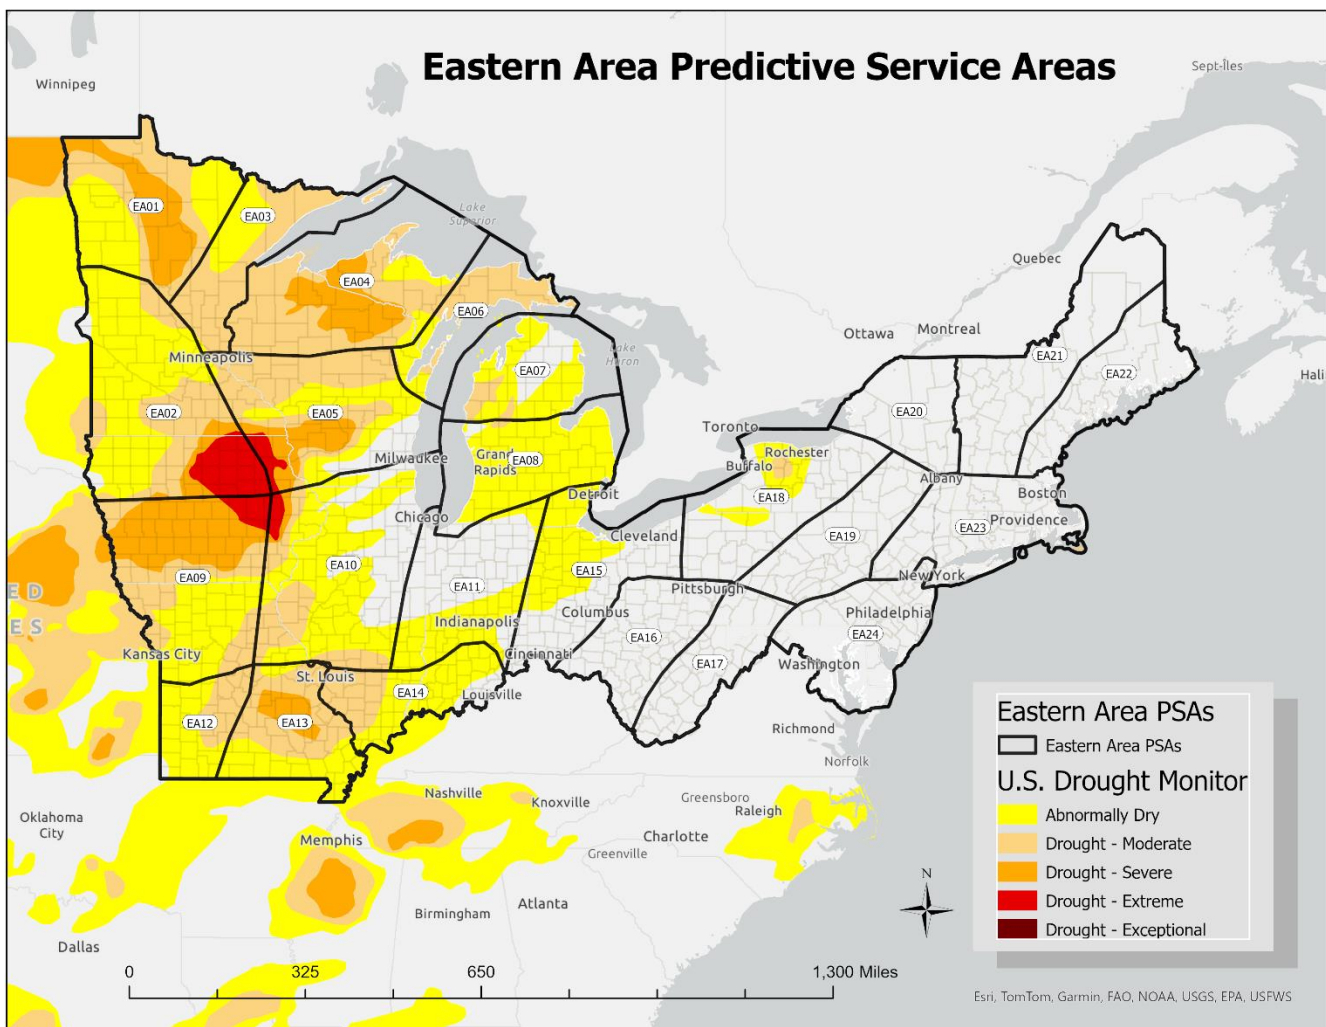 Eastern Area Predictive Service Areas
Sept-Îles
Winnipeg
EA01
EA03
Lake
Superior
Quebec
EA04
EA06
Ottawa
Montreal
EA21
Lake
Huron
Minneapolis
EA07
EA22
Hali
EA02
EA05
EA20
Toronto
Milwaukee
Grand
Rapids
EA08
Rochester
Buffalo
Albany
Detroit
EA18
Boston
Chicago
Providence
EA23
Cleveland
EA19
EA10
EA09
EA11
EA15
New York
Pittsburgh
ED
ES
Columbus
Philadelphia
Indianapolis
EA16
EA24
Kansas City
Cincinnati
EA17
Washington
St. Louis
EA14
Louisville
EA12
EA13
Richmond
Norfolk
Nashville
Knoxville
Greensboro
Raleigh
Oklahoma
City
Memphis
Charlotte
Greenville
Birmingham
Atlanta
Dallas
N
Eastern Area PSAs
Eastern Area PSAs
U.S. Drought Monitor
Abnormally Dry
Drought - Moderate
Drought - Severe
Drought - Extreme
Drought - Exceptional
0 325 650 1,300 Miles
Esri, TomTom, Garmin, FAO, NOAA, USGS, EPA, USFWS